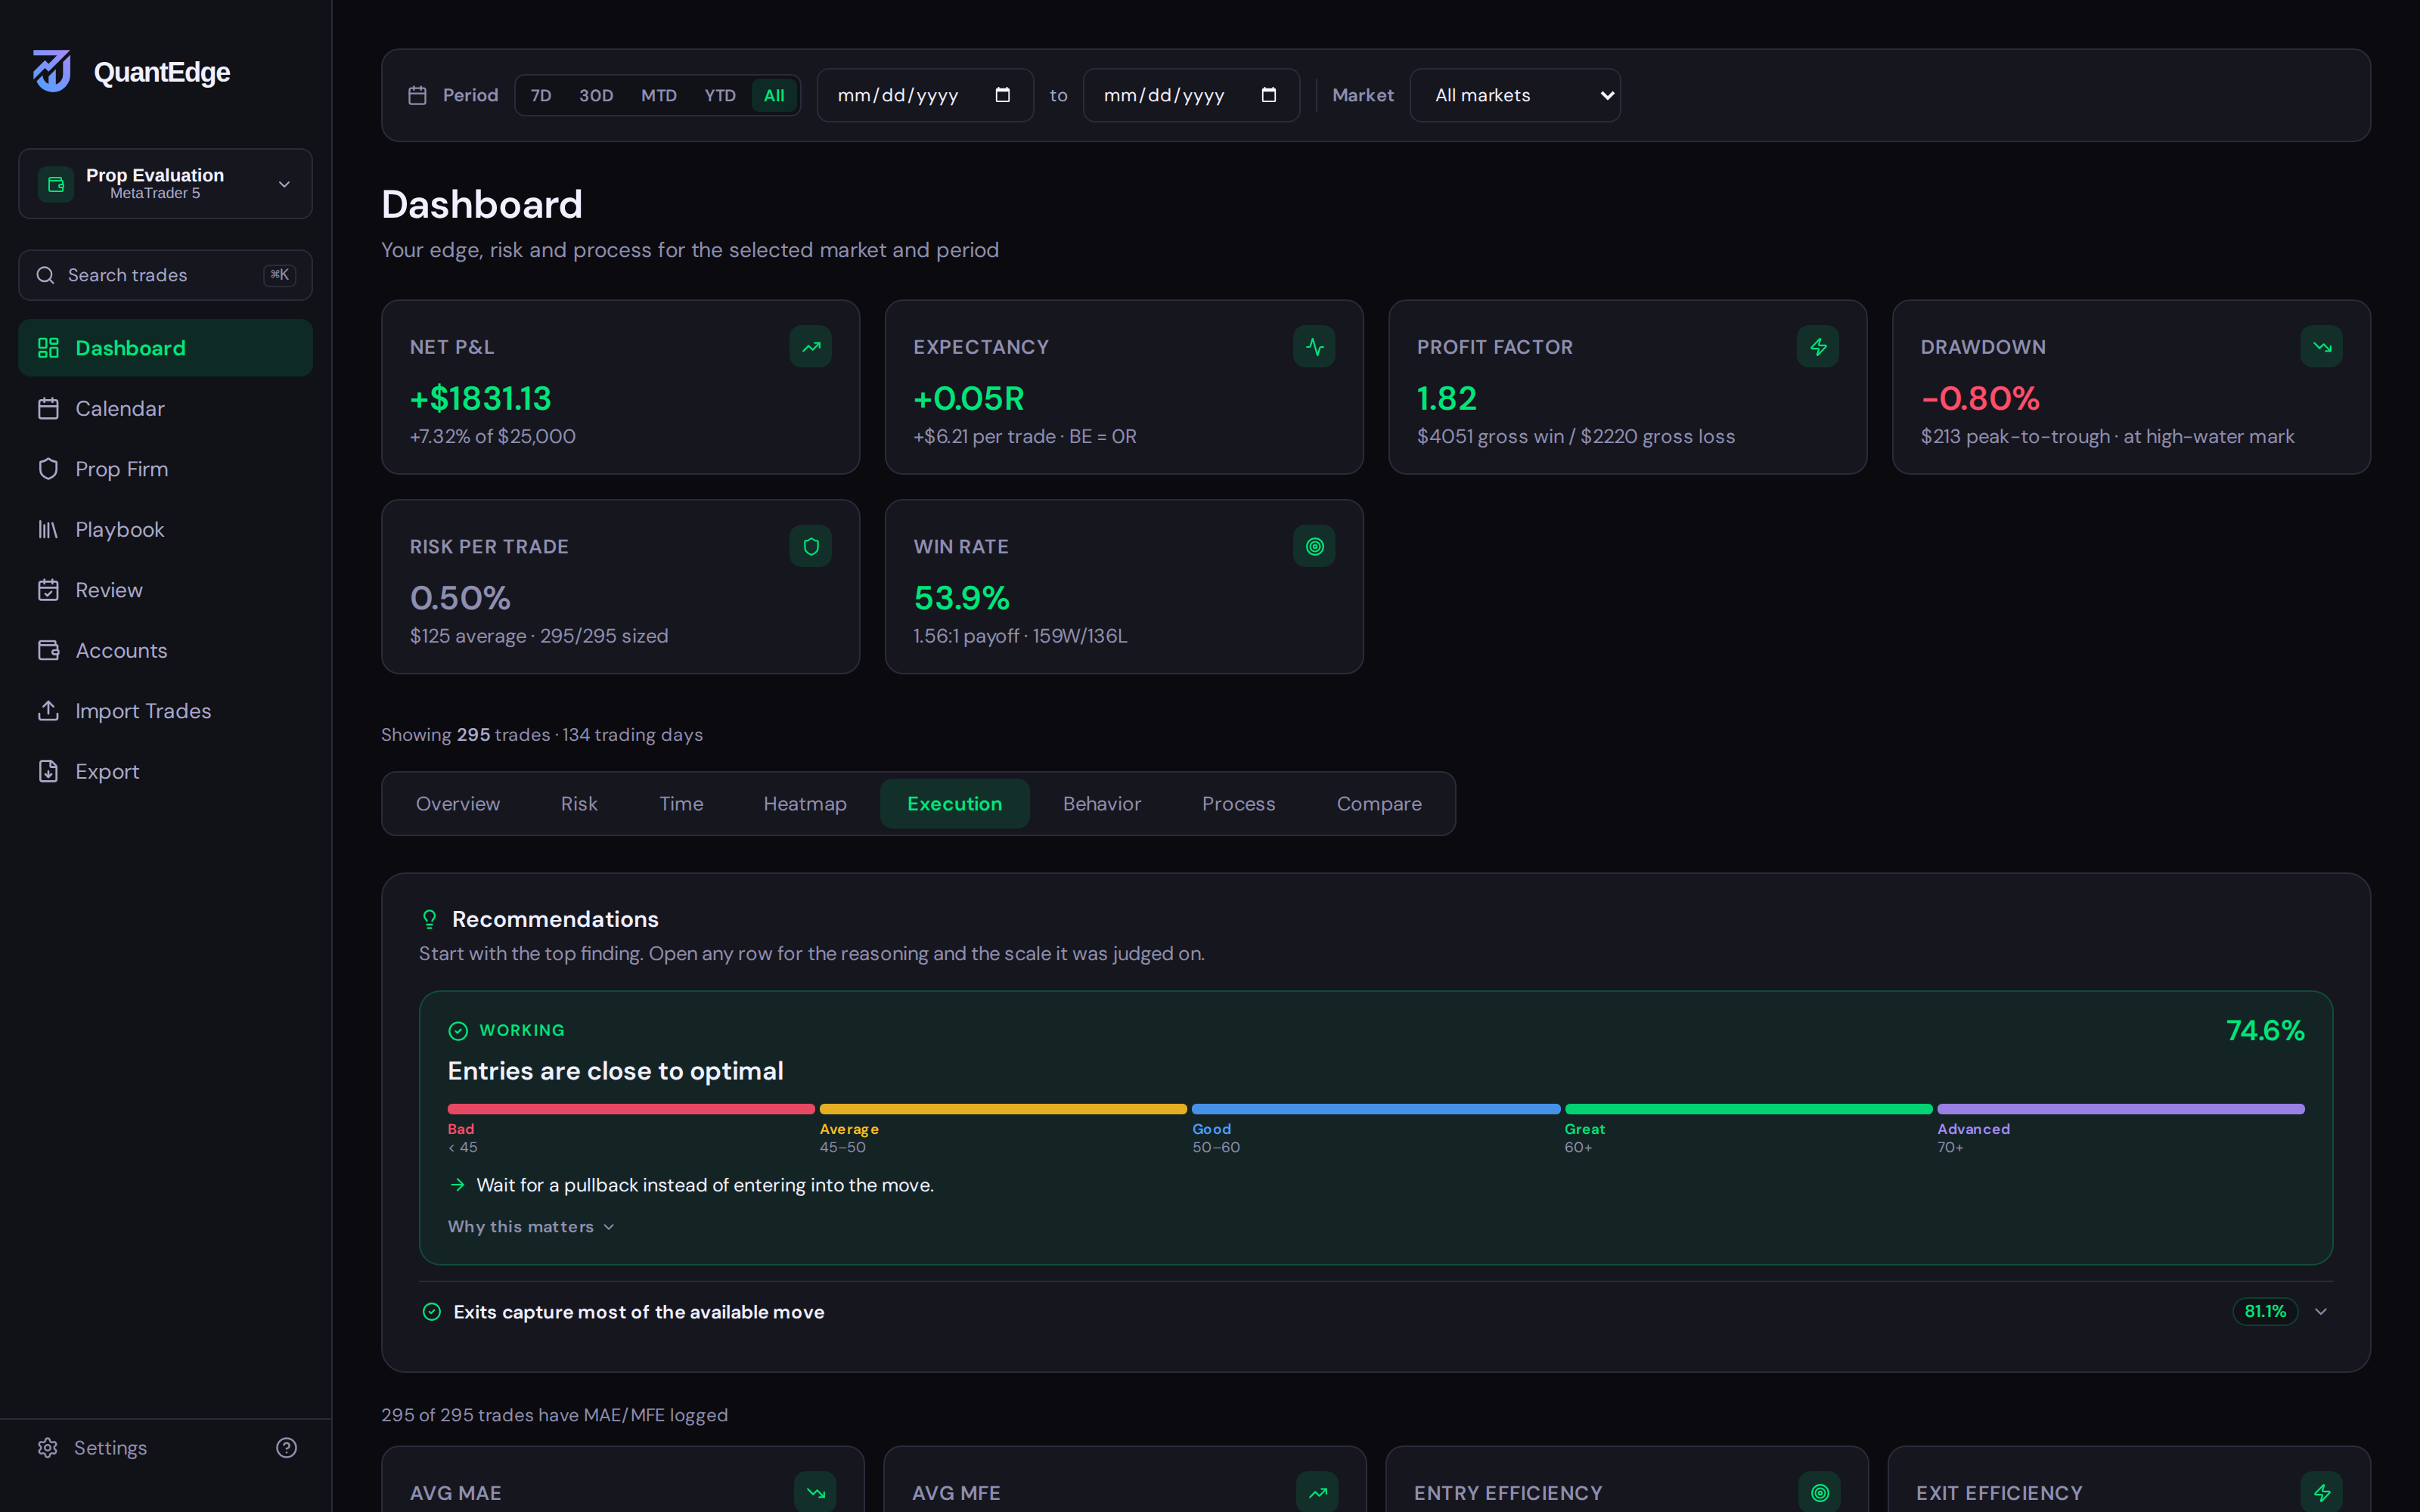 QuantEdge
Prop Evaluation
MetaTrader 5
Search trades ⌘K
Dashboard
Calendar
Prop Firm
Playbook
Review
Accounts
Import Trades
Export
Settings
Period 7D 30D MTD YTD All mm/dd/yyyy to mm/dd/yyyy Market All markets
Dashboard
Your edge, risk and process for the selected market and period
NET P&L
+$1831.13
+7.32% of $25,000
EXPECTANCY
+0.05R
+$6.21 per trade · BE = 0R
PROFIT FACTOR
1.82
$4051 gross win / $2220 gross loss
DRAWDOWN
-0.80%
$213 peak-to-trough · at high-water mark
RISK PER TRADE
0.50%
$125 average · 295/295 sized
WIN RATE
53.9%
1.56:1 payoff · 159W/136L
Showing 295 trades · 134 trading days
Overview Risk Time Heatmap Execution Behavior Process Compare
Recommendations
Start with the top finding. Open any row for the reasoning and the scale it was judged on.
WORKING 74.6%
Entries are close to optimal
Bad Average Good Great Advanced
< 45 45–50 50–60 60+ 70+
Wait for a pullback instead of entering into the move.
Why this matters
Exits capture most of the available move 81.1%
295 of 295 trades have MAE/MFE logged
AVG MAE AVG MFE ENTRY EFFICIENCY EXIT EFFICIENCY